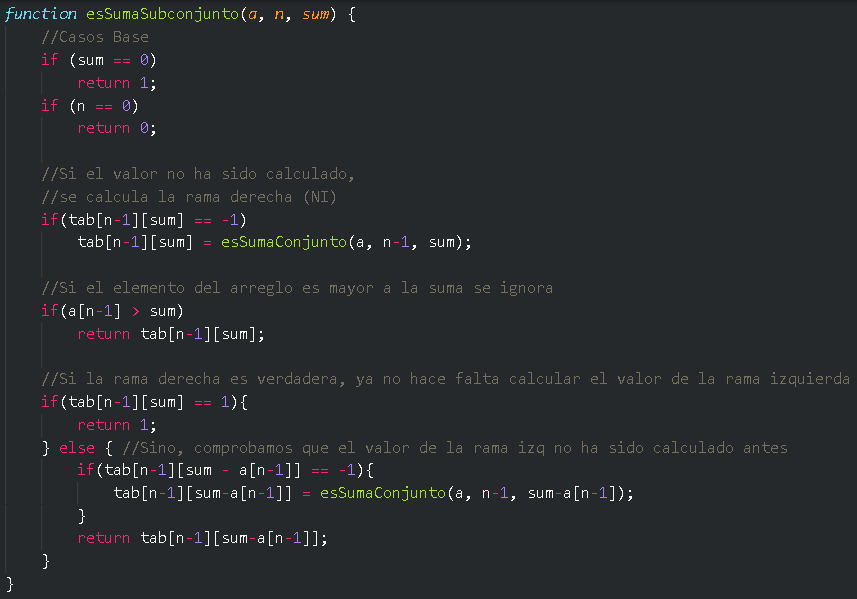 function esSumaSubconjunto(a, n, sum) {
    //Casos Base
    if (sum == 0)
        return 1;
    if (n == 0)
        return 0;

    //Si el valor no ha sido calculado,
    //se calcula la rama derecha (NI)
    if(tab[n-1][sum] == -1)
        tab[n-1][sum] = esSumaConjunto(a, n-1, sum);

    //Si el elemento del arreglo es mayor a la suma se ignora
    if(a[n-1] > sum)
        return tab[n-1][sum];

    //Si la rama derecha es verdadera, ya no hace falta calcular el valor de la rama izquierda
    if(tab[n-1][sum] == 1){
        return 1;
    } else { //Sino, comprobamos que el valor de la rama izq no ha sido calculado antes
        if(tab[n-1][sum - a[n-1]] == -1){
            tab[n-1][sum-a[n-1]] = esSumaConjunto(a, n-1, sum-a[n-1]);
        }
        return tab[n-1][sum-a[n-1]];
    }
}